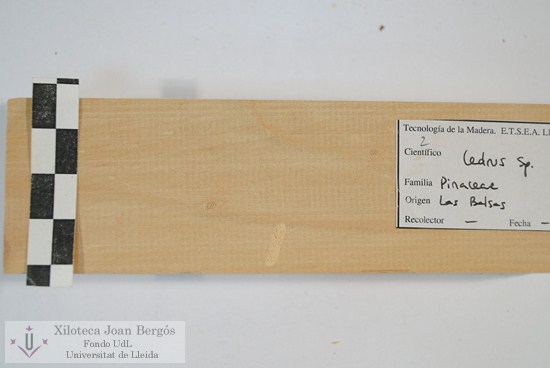 Tecnología de la Madera. E.T.S.E.A. Ll
2
Científico Cedrus Sp.
Familia Pinaceae
Origen Las Balsas
Recolector – Fecha –
Xiloteca Joan Bergós
Fondo UdL
Universitat de Lleida